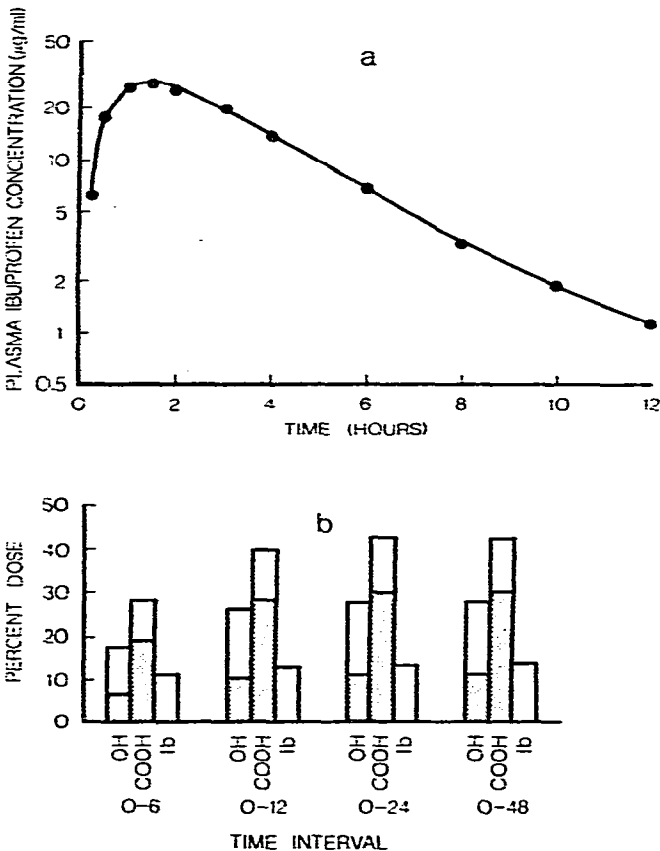 a
PLASMA IBUPROFEN CONCENTRATION (μg/ml)
50
20
10
5
2
1
0.5
0 2 4 6 8 10 12
TIME (HOURS)
b
PERCENT DOSE
50
40
30
20
10
0
OH COOH Ib OH COOH Ib OH COOH Ib OH COOH Ib
0-6 0-12 0-24 0-48
TIME INTERVAL